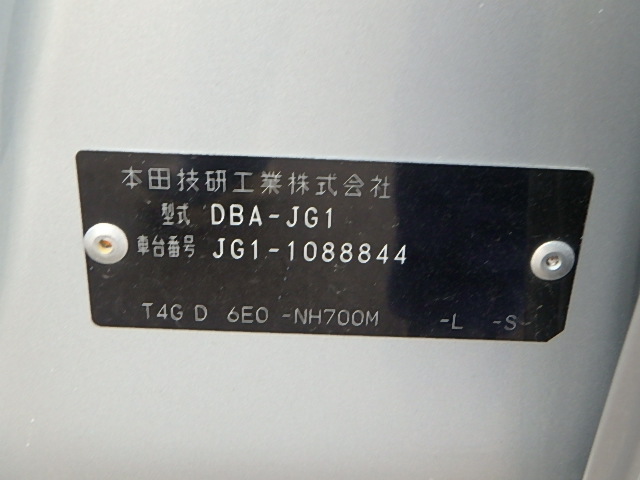 本田技研工業株式会社
型式 DBA-JG1
車台番号 JG1-1088844
T4G D 6E0 -NH700M -L -S